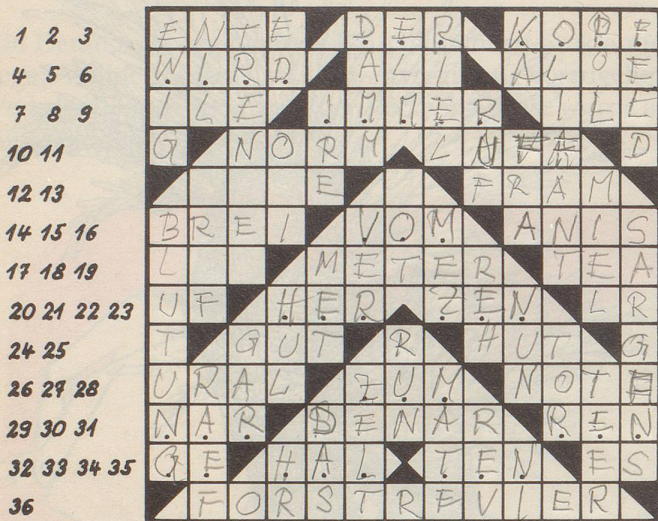 1 2 3 ENTE DER KOPF
4 5 6 WIRD ALI ALOE
7 8 9 ILE IMMER ILE
10 11 G NORM L D
12 13 E FRAM
14 15 16 BREI VOM ANIS
17 18 19 L METER TEA
20 21 22 23 UF HER ZEN LR
24 25 T GUT R HUT G
26 27 28 URAL ZUM NOT
29 30 31 NAR DENAR REN
32 33 34 35 GE HAL TEN ES
36 FORSTREVIER